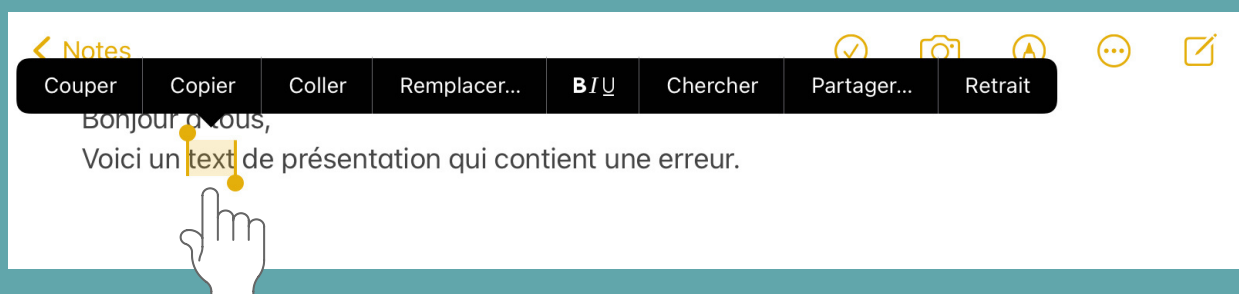 Notes
Couper Copier Coller Remplacer... BIU Chercher Partager... Retrait
Bonjour à tous,
Voici un text de présentation qui contient une erreur.